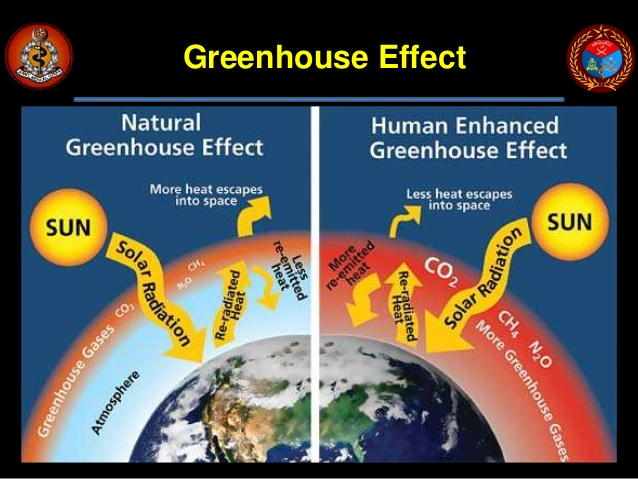 Greenhouse Effect
Natural
Greenhouse Effect
More heat escapes
into space
SUN
Solar Radiation
Re-radiated
Heat
Less
re-emitted
heat
CH4
N2O
CO2
Greenhouse Gases
Atmosphere
Human Enhanced
Greenhouse Effect
Less heat escapes
into space
SUN
Solar Radiation
More
re-emitted
heat
Re-radiated
Heat
CO2
CH4 N2O
More Greenhouse Gases